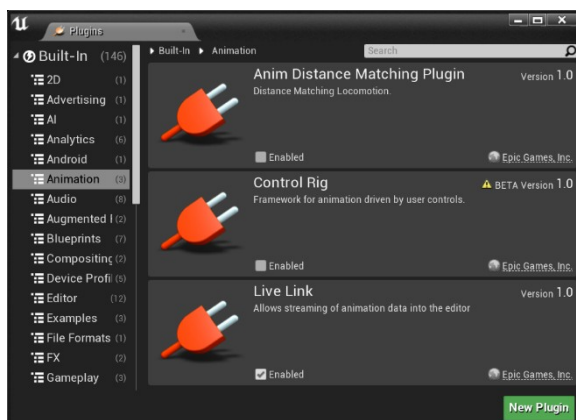 Plugins
Built-In (146)
2D (1)
Advertising (1)
AI (1)
Analytics (6)
Android (1)
Animation (3)
Audio (8)
Augmented (2)
Blueprints (7)
Compositing (2)
Device Profil (5)
Editor (12)
Examples (3)
File Formats (1)
FX (2)
Gameplay (3)
Built-In Animation
Search
Anim Distance Matching Plugin Version 1.0
Distance Matching Locomotion.
Enabled Epic Games, Inc.
Control Rig BETA Version 1.0
Framework for animation driven by user controls.
Enabled Epic Games, Inc.
Live Link Version 1.0
Allows streaming of animation data into the editor
Enabled Epic Games, Inc.
New Plugin